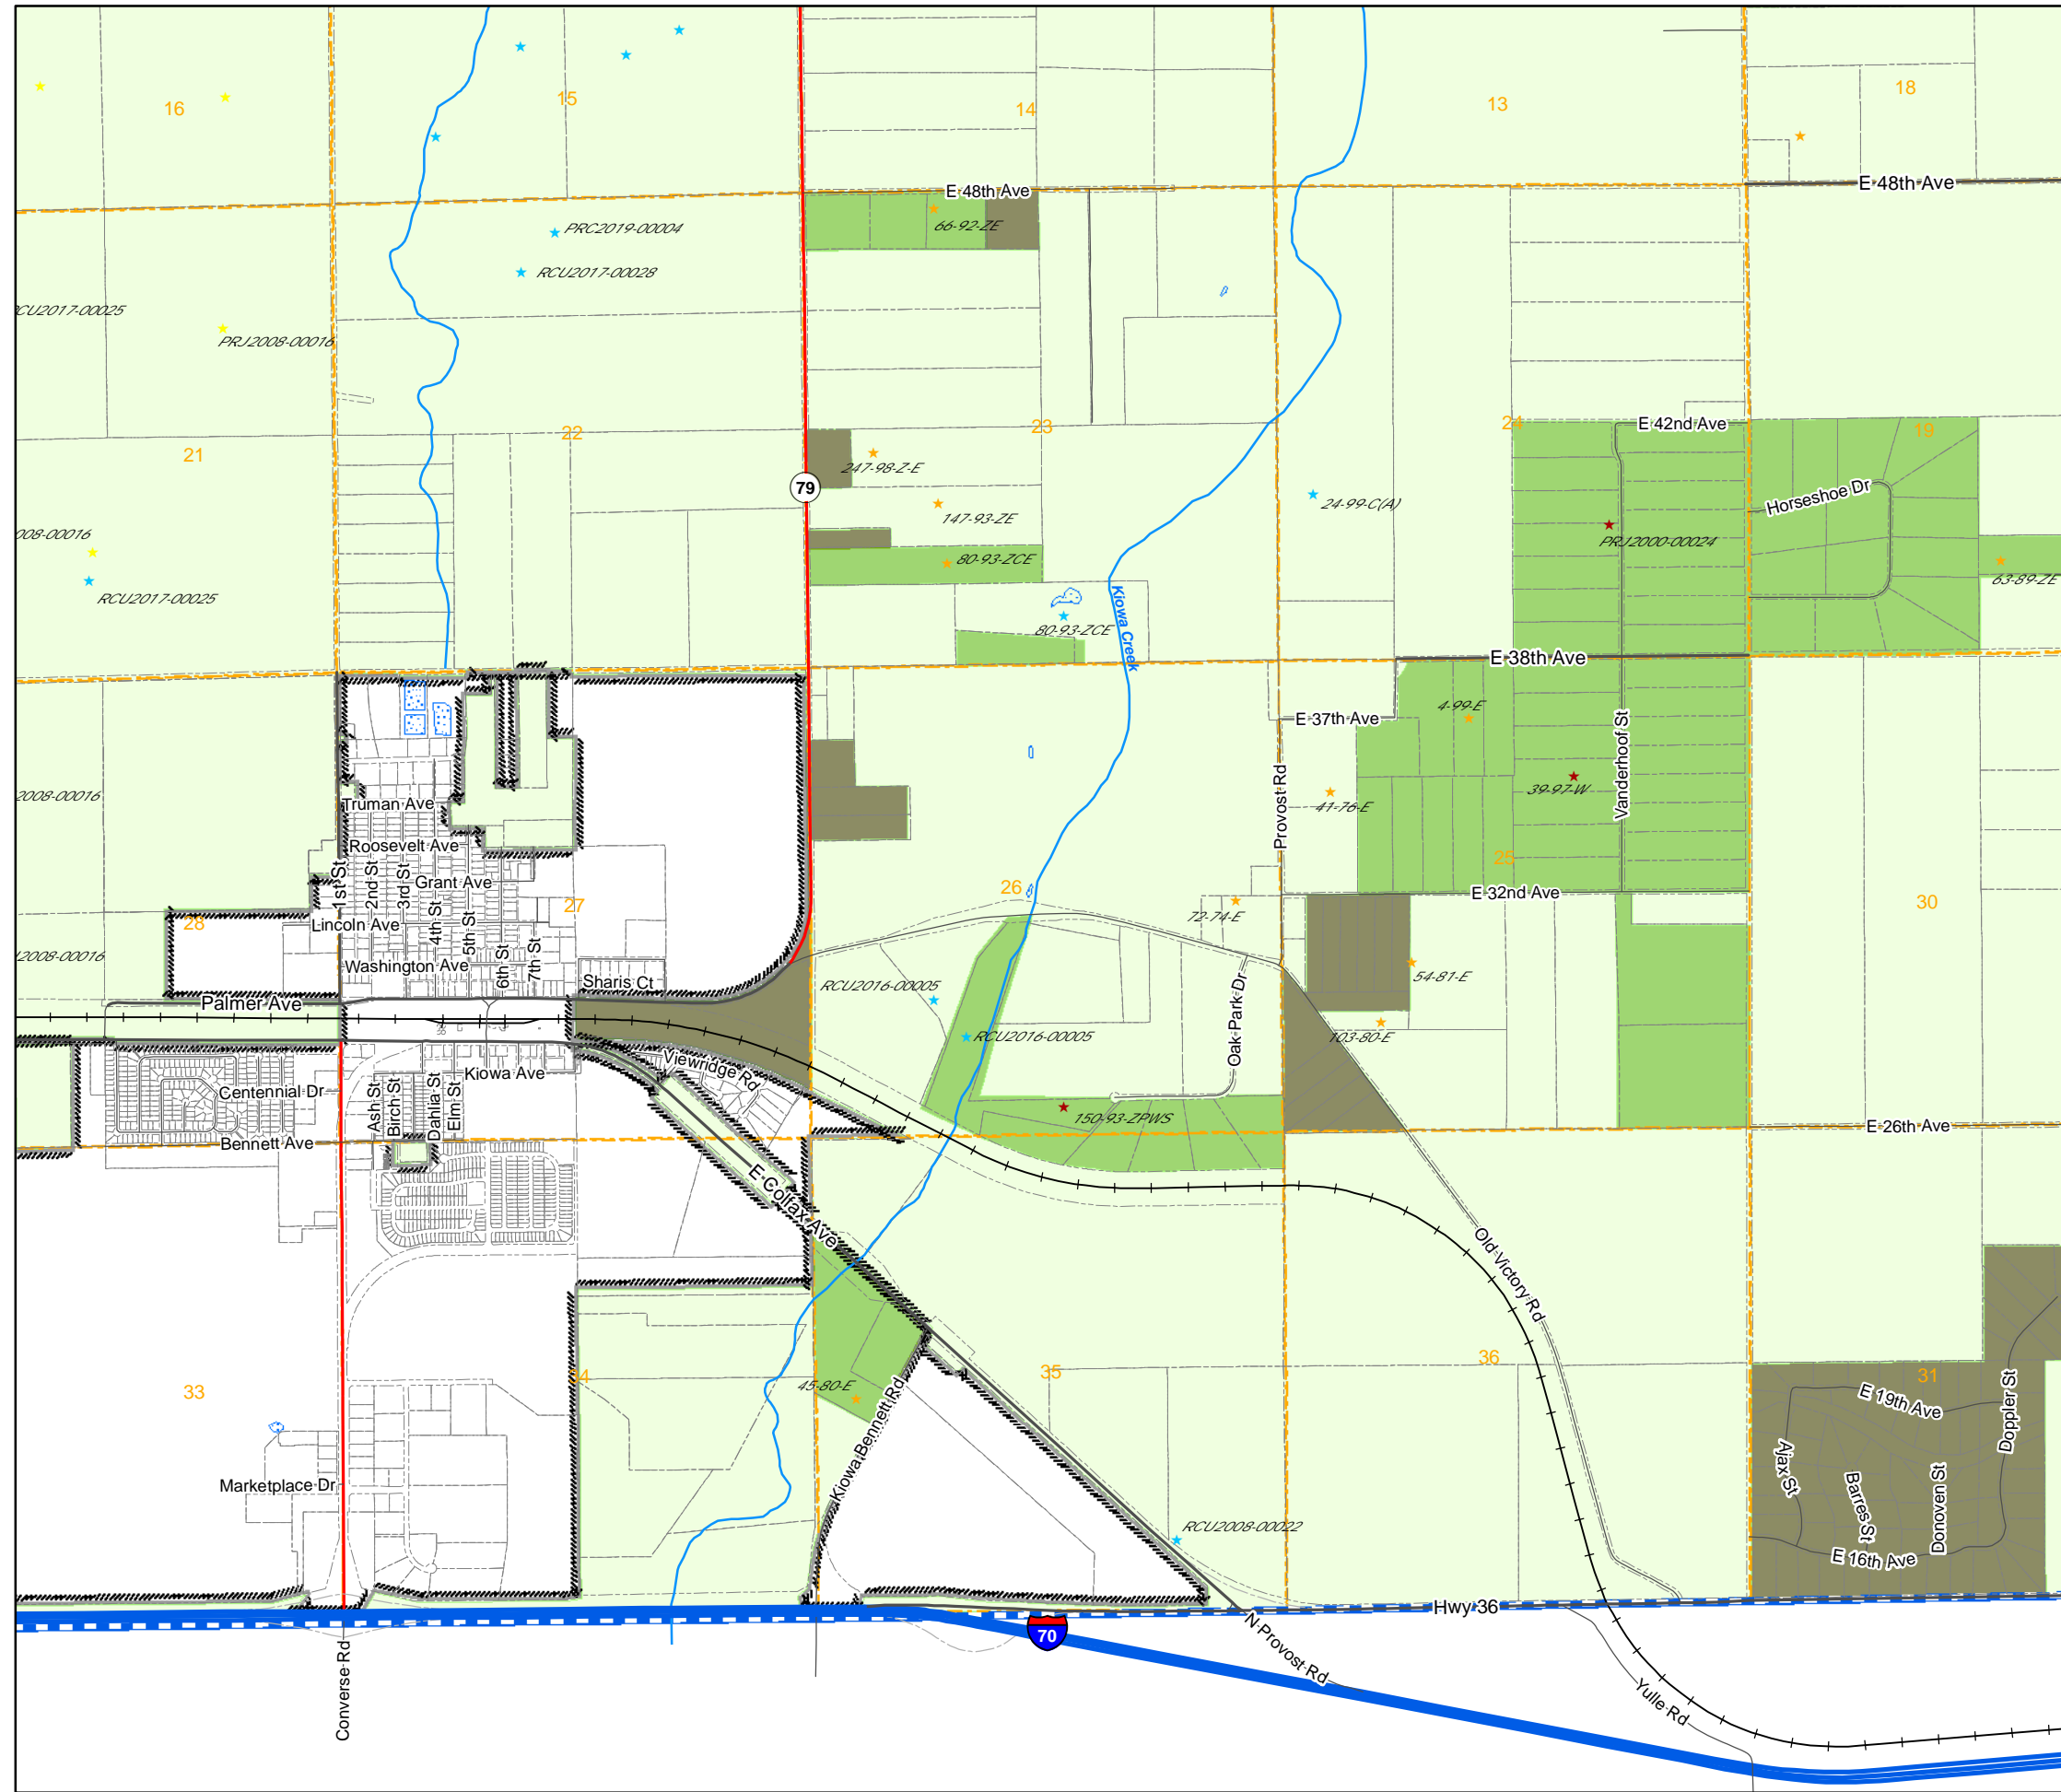 16
15
14
13
18
E 48th Ave
E 48th Ave
66-92-ZE
PRC2019-00004
RCU2017-00028
CU2017-00025
PRJ2008-00016
79
21
22
23
24
19
E 42nd Ave
247-98-Z-E
147-93-ZE
80-93-ZCE
24-99-C(A)
Horseshoe Dr
PRJ2000-00024
63-89-ZE
008-00016
RCU2017-00025
80-93-ZCE
Kiowa Creek
E 38th Ave
E 37th Ave
4-99-E
Vanderhoof St
39-97-W
41-76-E
Provost Rd
2008-00016
Truman Ave
Roosevelt Ave
Grant Ave
1st St
2nd St
3rd St
4th St
5th St
6th St
7th St
Lincoln Ave
Washington Ave
Sharis Ct
28
27
26
25
30
E 32nd Ave
72-74-E
54-81-E
103-80-E
2008-00016
Palmer Ave
RCU2016-00005
RCU2016-00005
Oak Park Dr
150-93-ZPWS
Viewridge Rd
Kiowa Ave
Centennial Dr
Ash St
Birch St
Dahlia St
Elm St
Bennett Ave
E 26th Ave
E Colfax Ave
Old Victory Rd
33
34
35
36
31
45-80-E
Kiowa Bennett Rd
E 19th Ave
Doppler St
Ajax St
Barres St
Donoven St
E 16th Ave
Marketplace Dr
RCU2008-00022
Hwy 36
70
N Provost Rd
Converse Rd
Yulle Rd